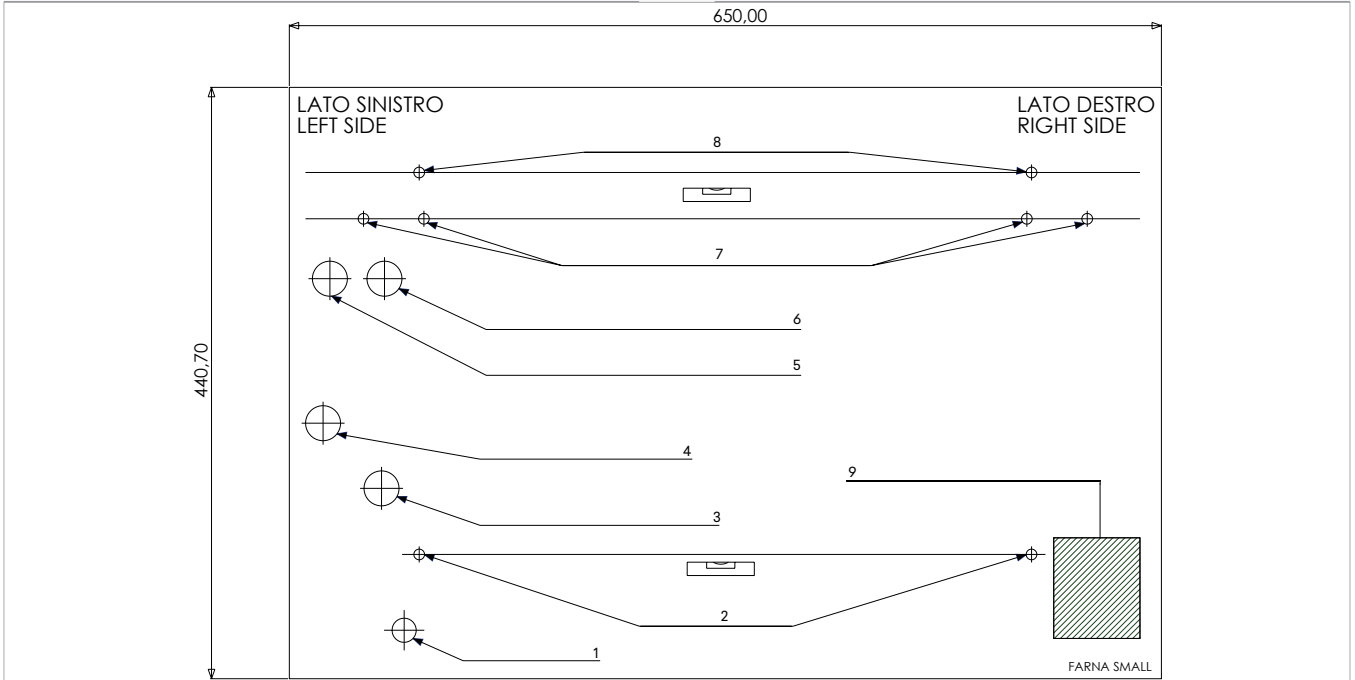 650,00
LATO SINISTRO
LEFT SIDE
LATO DESTRO
RIGHT SIDE
8
7
6
5
440,70
4
9
3
2
1
FARNA SMALL